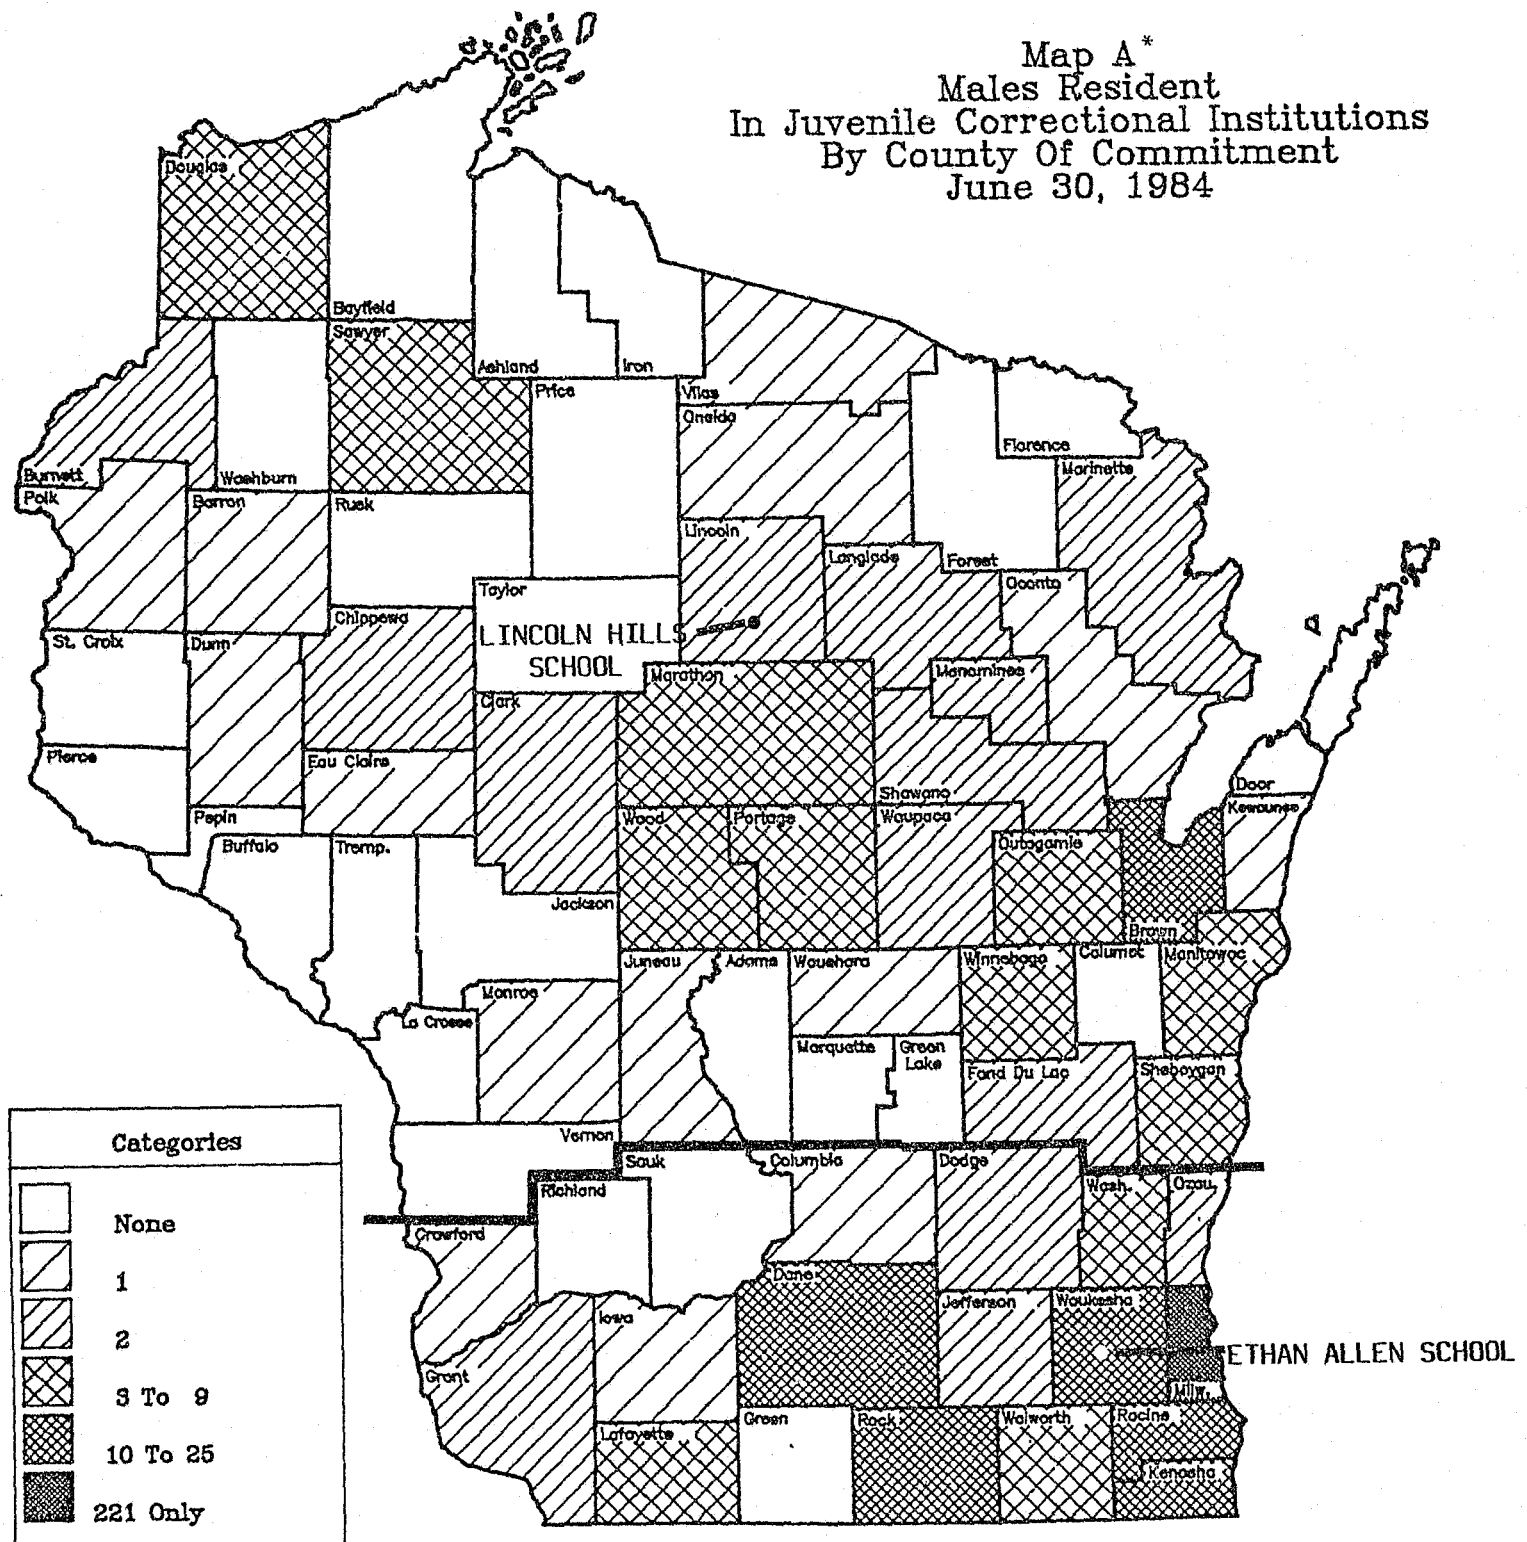 Map A*
Males Resident
In Juvenile Correctional Institutions
By County Of Commitment
June 30, 1984
Douglas
Bayfield
Sawyer
Ashland
Iron
Price
Vilas
Oneida
Florence
Marinette
Burnett
Polk
Washburn
Barron
Rusk
Lincoln
Langlade
Forest
Oconto
Taylor
Chippewa
LINCOLN HILLS
SCHOOL
St. Croix
Dunn
Marathon
Menominee
Clark
Pierce
Eau Claire
Shawano
Door
Kewaunee
Pepin
Wood
Portage
Waupaca
Outagamie
Buffalo
Tremp.
Jackson
Brown
Juneau
Adams
Waushara
Winnebago
Calumet
Manitowoc
Monroe
La Crosse
Marquette
Green
Lake
Fond Du Lac
Sheboygan
Vernon
Sauk
Columbia
Dodge
Wash.
Ozau.
Richland
Crawford
Dane
Iowa
Jefferson
Waukesha
ETHAN ALLEN SCHOOL
Grant
Milw.
Lafayette
Green
Rock
Walworth
Racine
Kenosha
Categories
None
1
2
3 To 9
10 To 25
221 Only